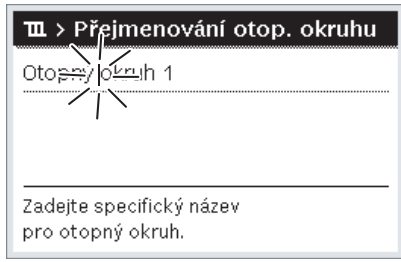 > Přejmenování otop. okruhu
Otopný okruh 1
Zadejte specifický název
pro otopný okruh.